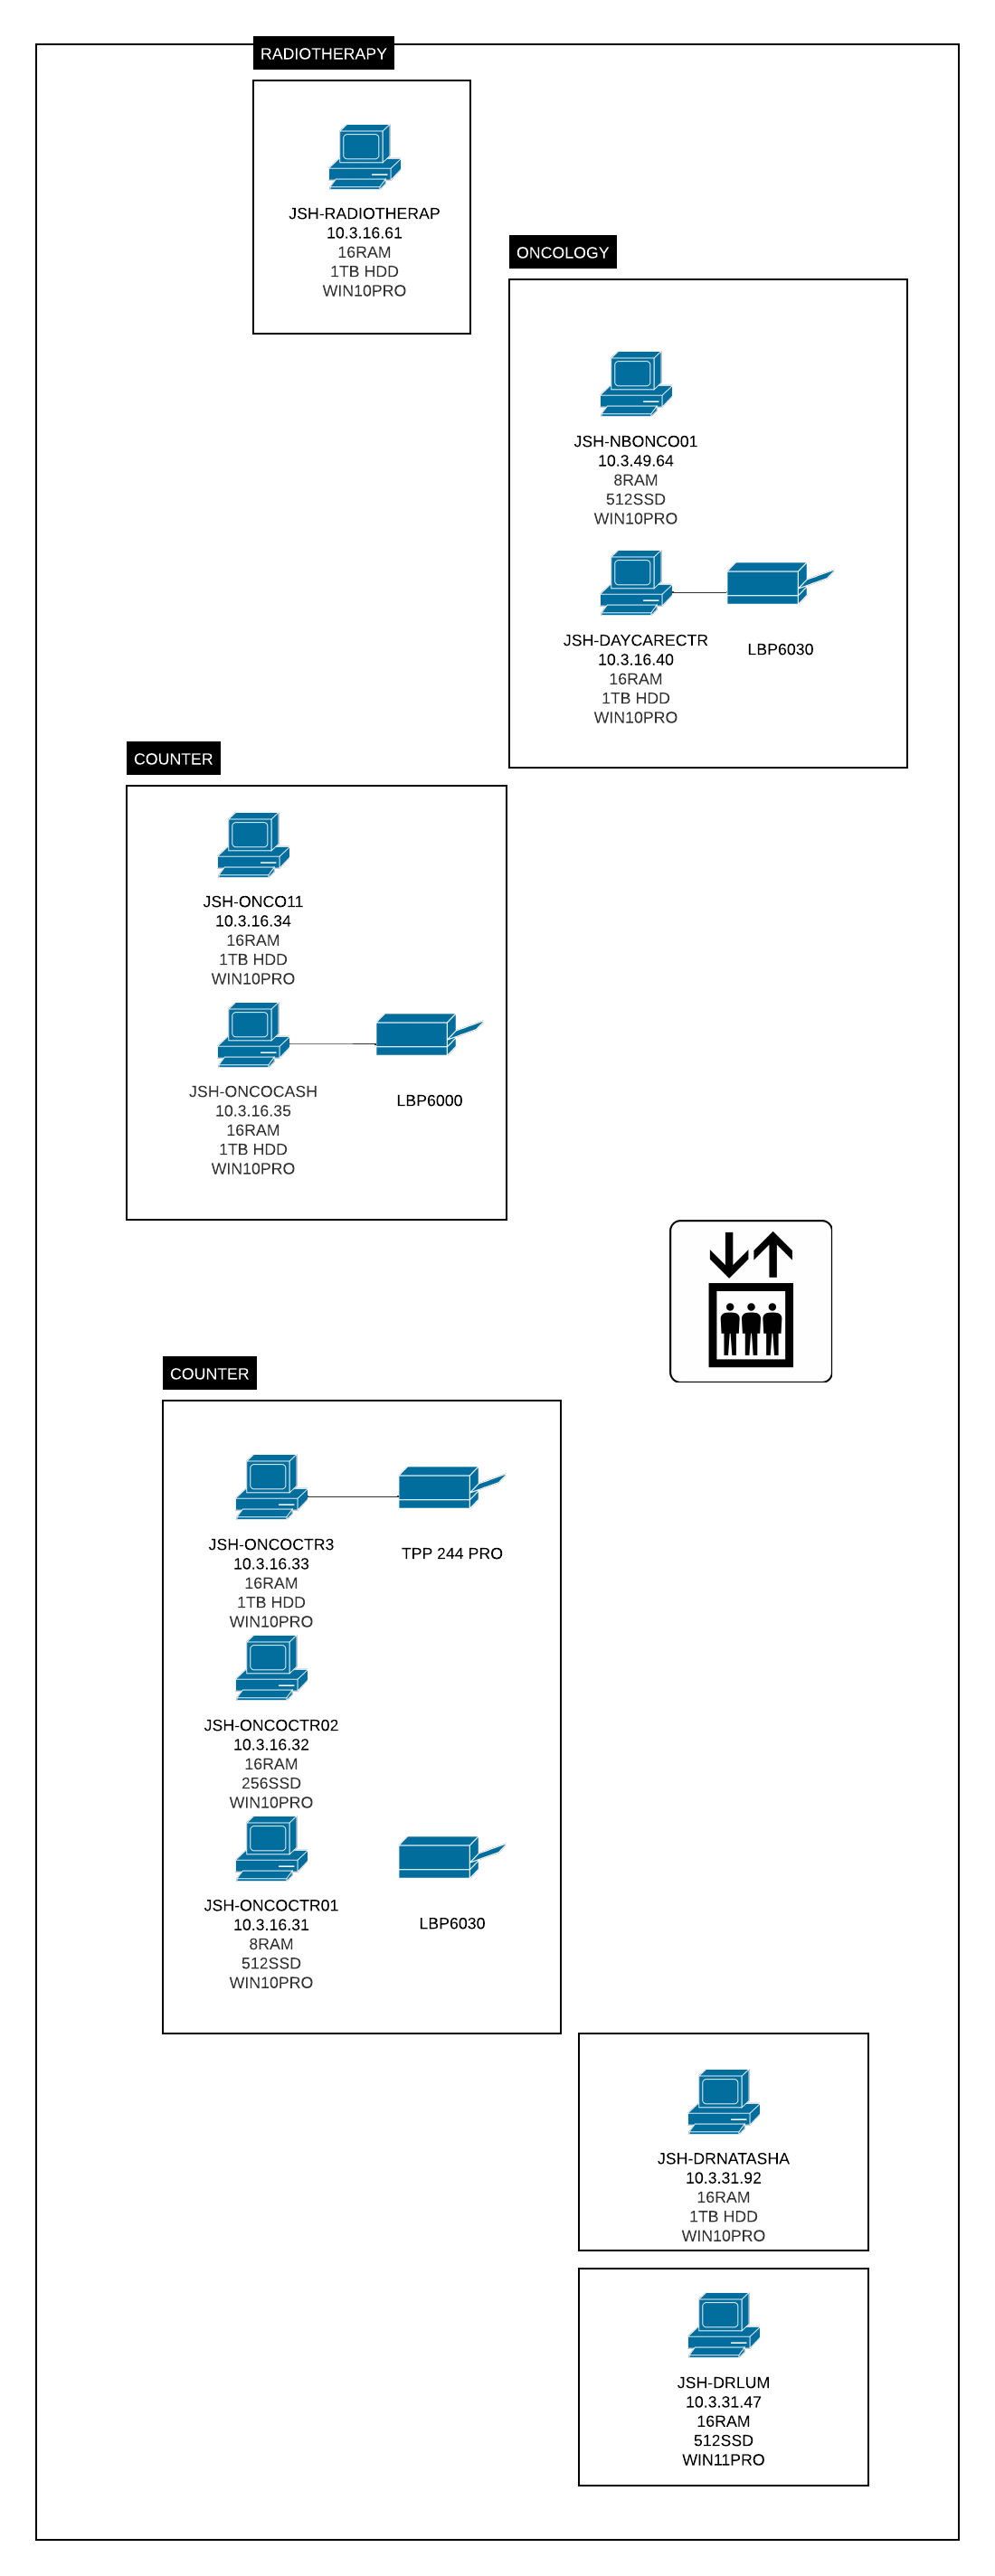 RADIOTHERAPY
JSH-RADIOTHERAP
10.3.16.61
16RAM
1TB HDD
WIN10PRO
ONCOLOGY
JSH-NBONCO01
10.3.49.64
8RAM
512SSD
WIN10PRO
JSH-DAYCARECTR
10.3.16.40
16RAM
1TB HDD
WIN10PRO
LBP6030
COUNTER
JSH-ONCO11
10.3.16.34
16RAM
1TB HDD
WIN10PRO
JSH-ONCOCASH
10.3.16.35
16RAM
1TB HDD
WIN10PRO
LBP6000
COUNTER
JSH-ONCOCTR3
10.3.16.33
16RAM
1TB HDD
WIN10PRO
TPP 244 PRO
JSH-ONCOCTR02
10.3.16.32
16RAM
256SSD
WIN10PRO
JSH-ONCOCTR01
10.3.16.31
8RAM
512SSD
WIN10PRO
LBP6030
JSH-DRNATASHA
10.3.31.92
16RAM
1TB HDD
WIN10PRO
JSH-DRLUM
10.3.31.47
16RAM
512SSD
WIN11PRO